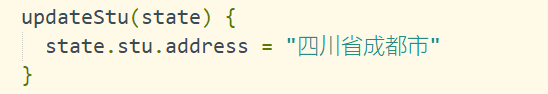 updateStu(state) {
  state.stu.address = "四川省成都市"
}